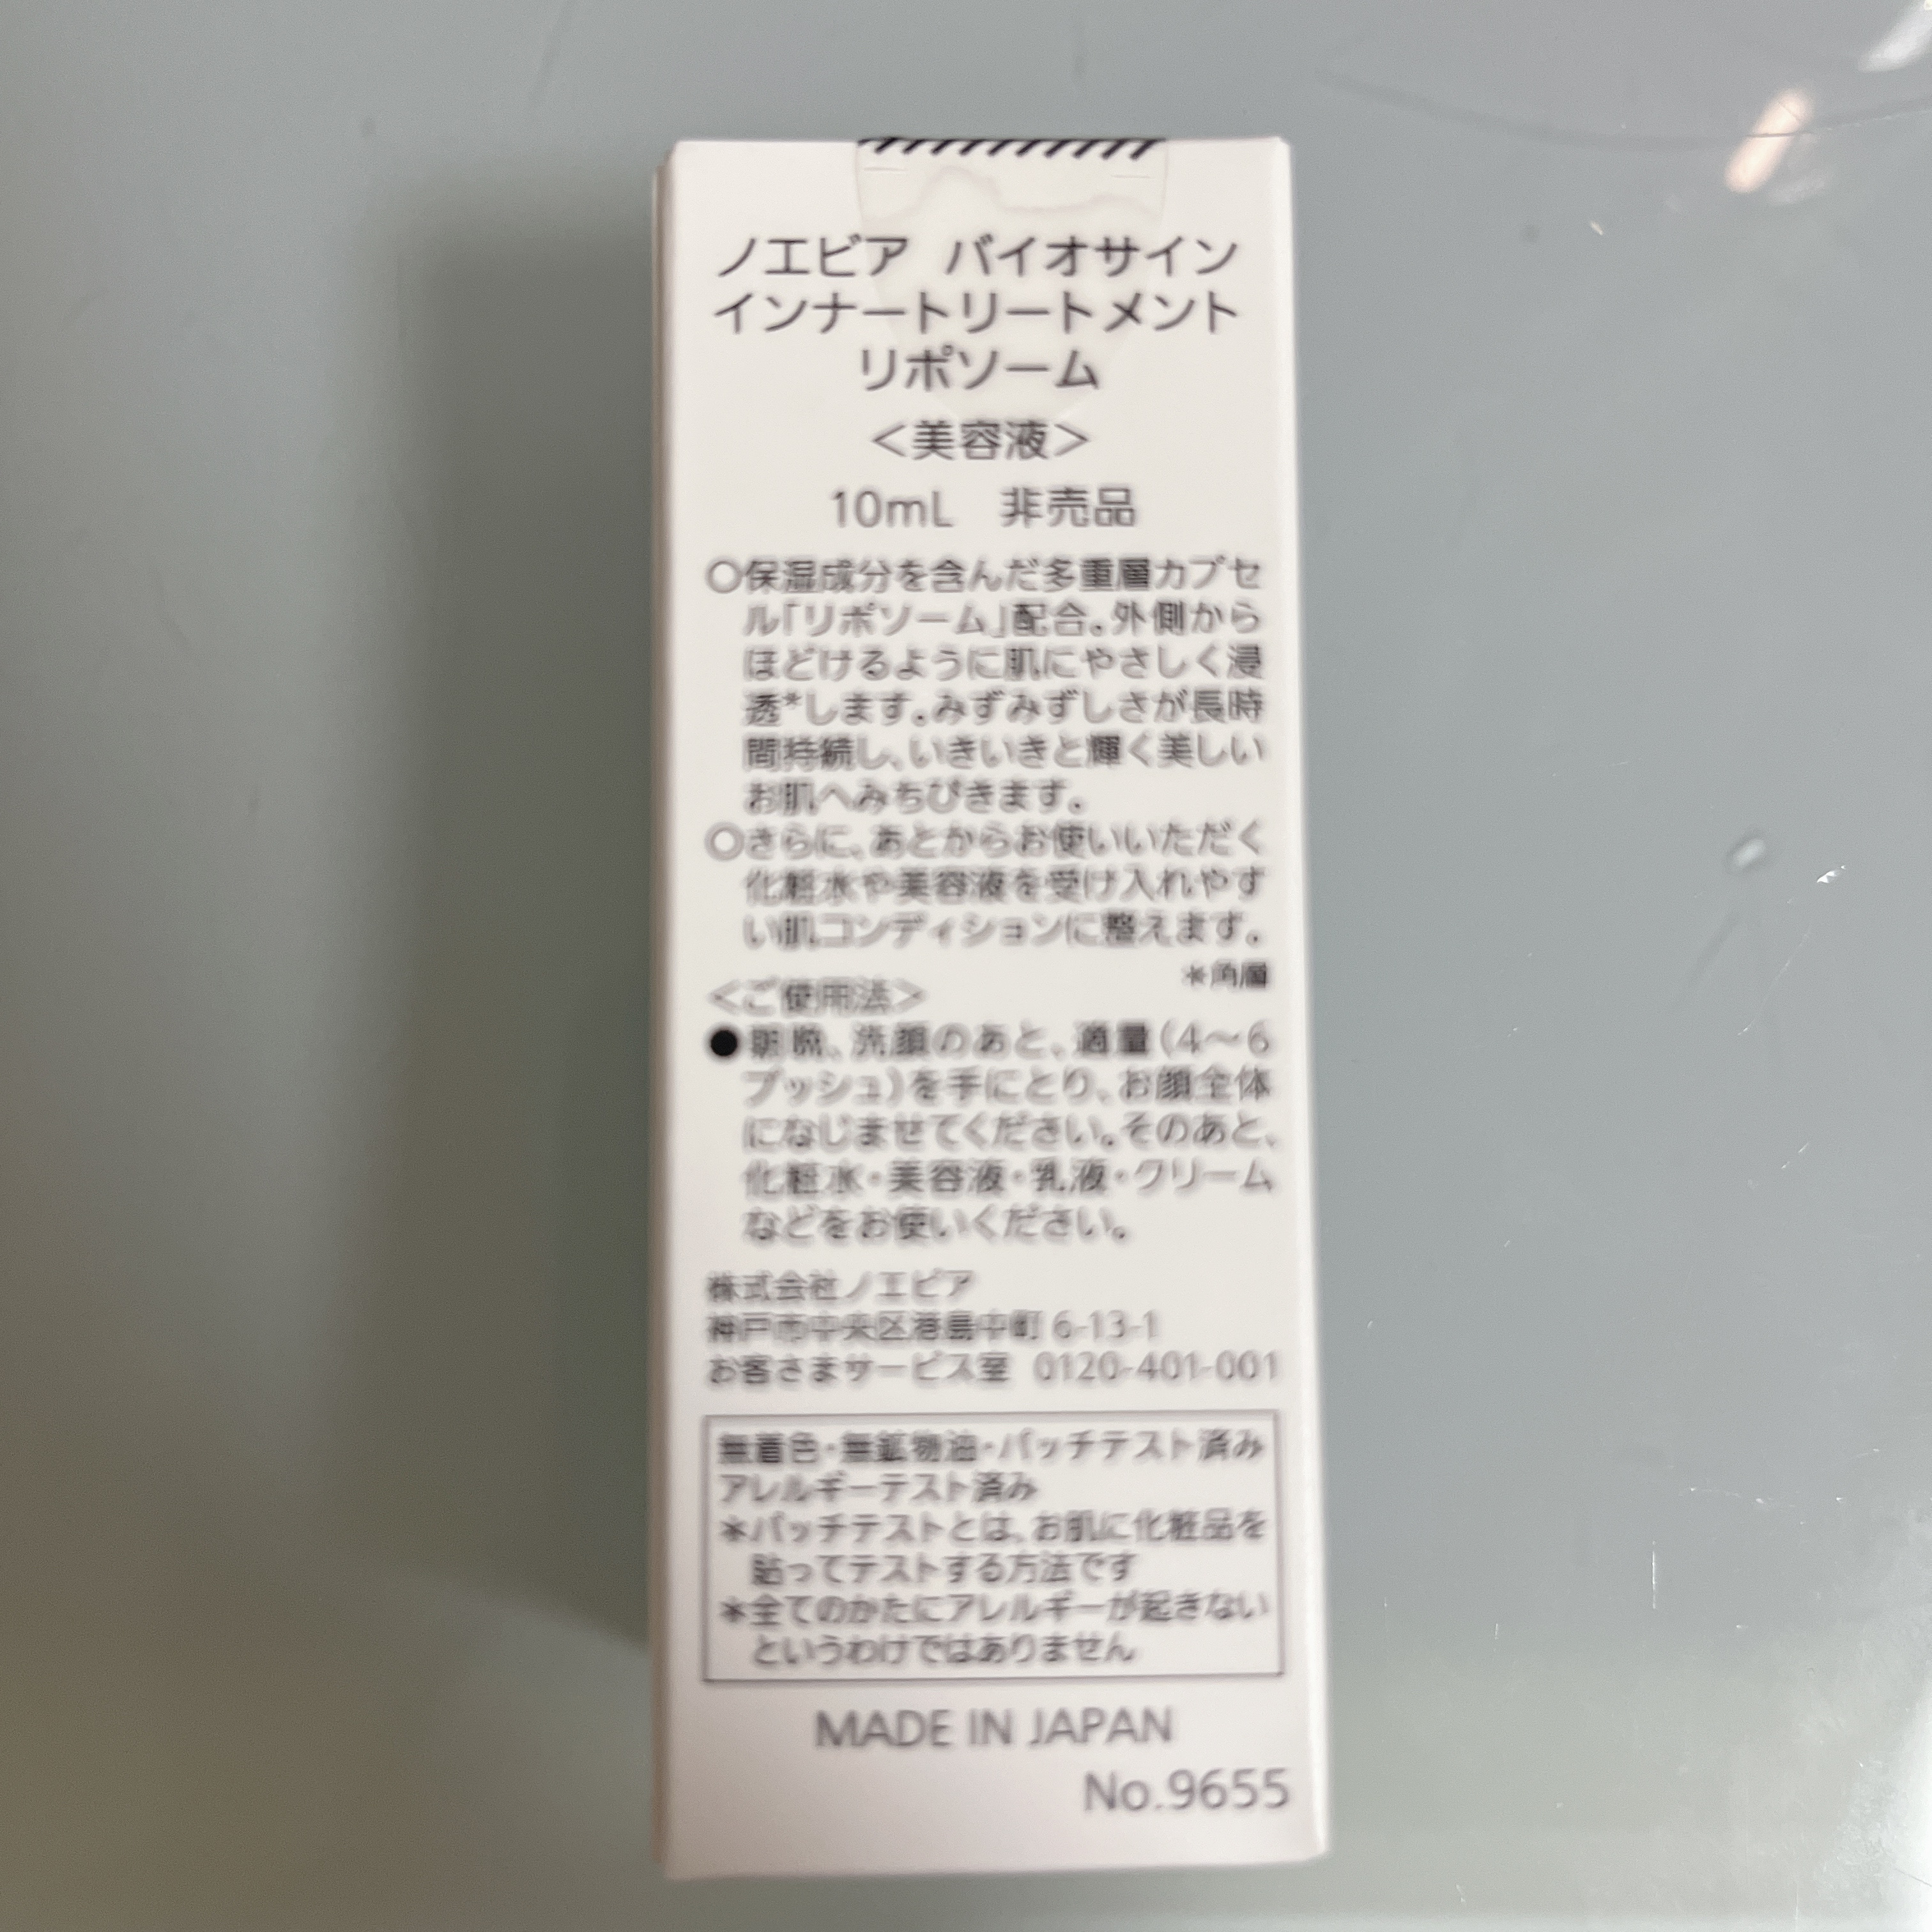 ノエビア バイオサイン
インナートリートメント
リポソーム
＜美容液＞
10mL 非売品
○保湿成分を含んだ多重層カプセ
ル「リポソーム」配合。外側から
ほどけるように肌にやさしく浸
透*します。みずみずしさが長時
間持続し、いきいきと輝く美しい
お肌へみちびきます。
○さらに、あとからお使いいただく
化粧水や美容液を受け入れやす
い肌コンディションに整えます。
＊角層
＜ご使用法＞
●朝晩、洗顔のあと、適量（4～6
プッシュ）を手にとり、お顔全体
になじませてください。そのあと、
化粧水・美容液・乳液・クリーム
などをお使いください。
株式会社ノエビア
神戸市中央区港島中町 6-13-1
お客さまサービス室 0120-401-001
無着色・無鉱物油・パッチテスト済み
アレルギーテスト済み
＊パッチテストとは、お肌に化粧品を
貼ってテストする方法です
＊全てのかたにアレルギーが起きない
というわけではありません
MADE IN JAPAN
No.9655